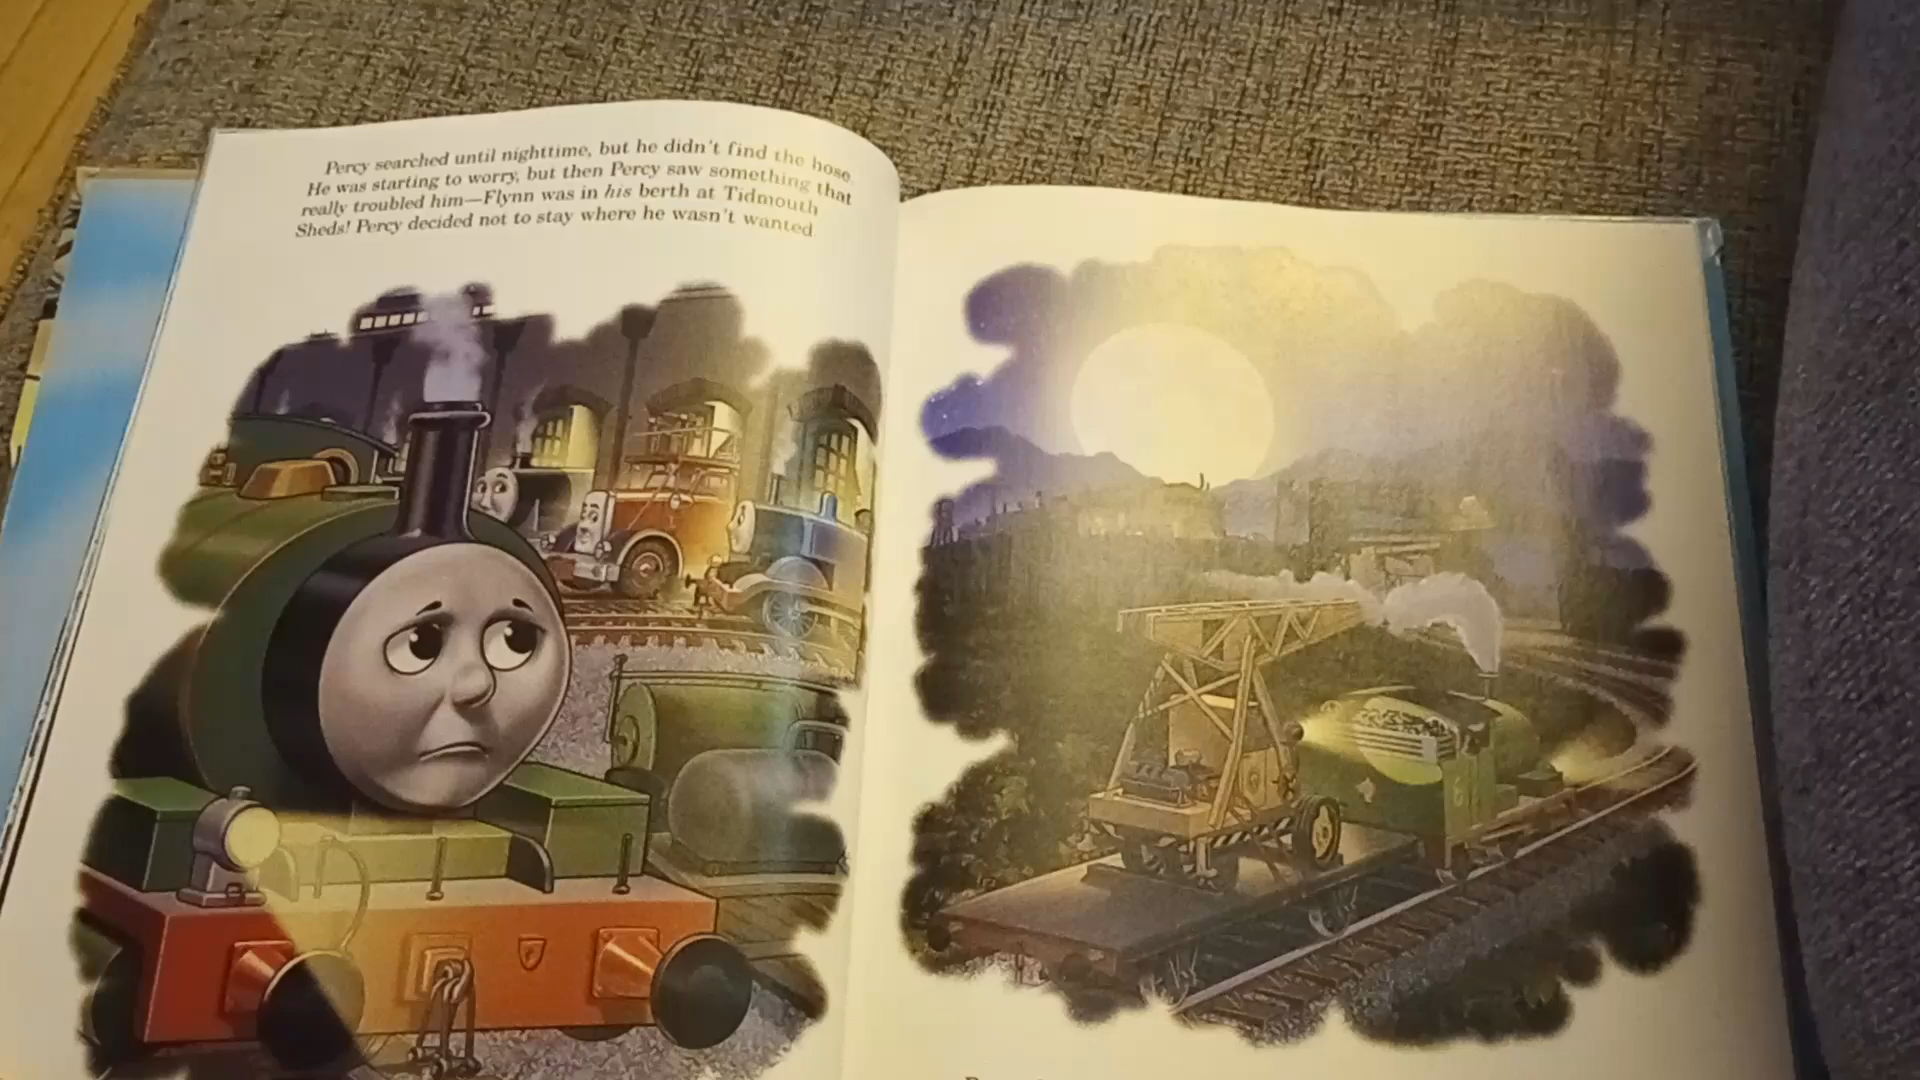 Percy searched until nighttime, but he didn't find the hose.
He was starting to worry, but then Percy saw something that
really troubled him—Flynn was in his berth at Tidmouth
Sheds! Percy decided not to stay where he wasn't wanted.